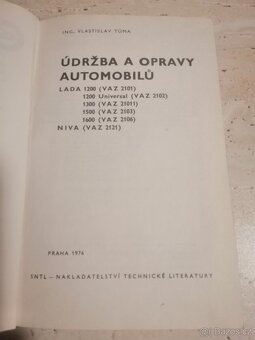 ING. VLASTISLAV TŮMA
ÚDRŽBA A OPRAVY
AUTOMOBILŮ
LADA 1200 (VAZ 2101)
1200 Universal (VAZ 2102)
1300 (VAZ 21011)
1500 (VAZ 2103)
1600 (VAZ 2106)
NIVA (VAZ 2121)
PRAHA 1976
SNTL – NAKLADATELSTVÍ TECHNICKÉ LITERATURY